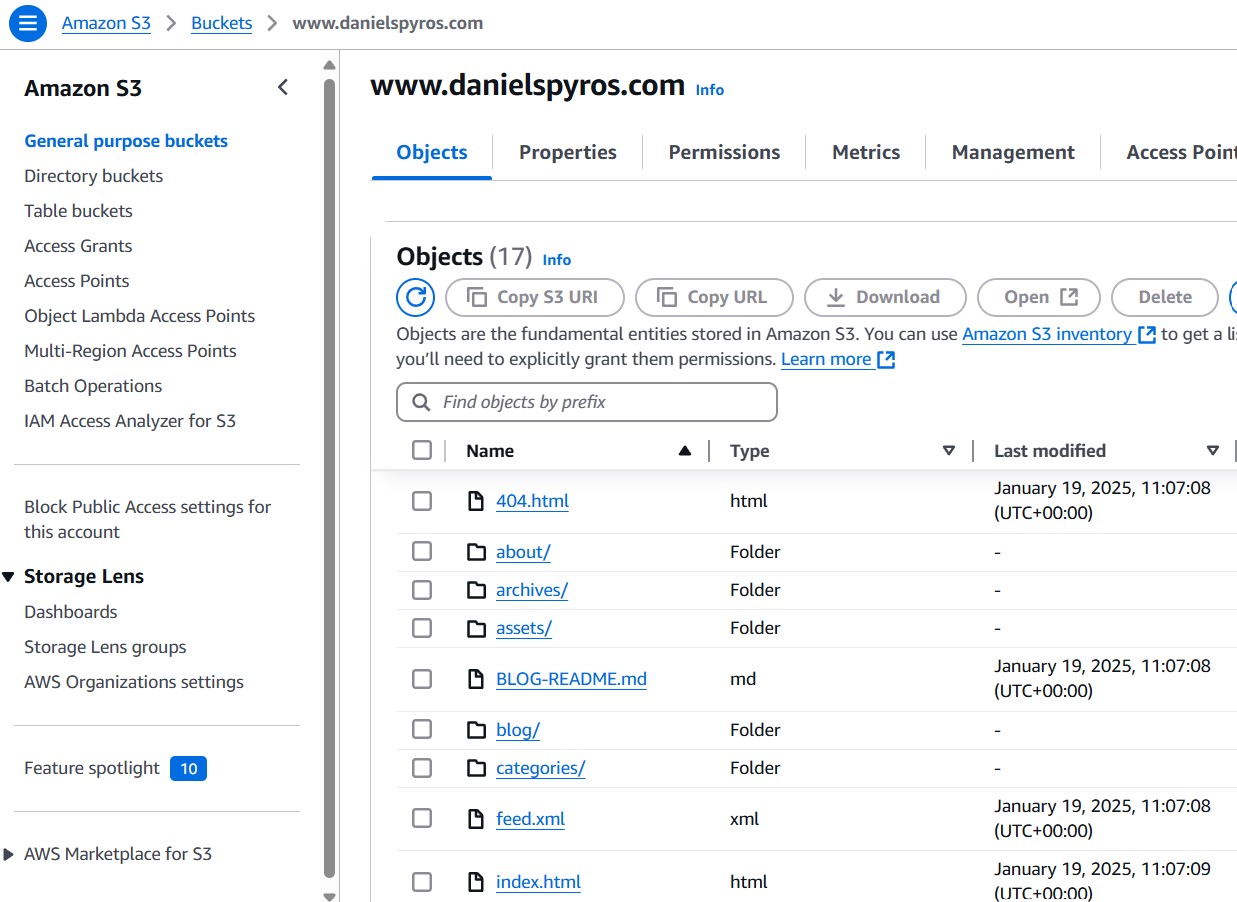 Amazon S3 > Buckets > www.danielspyros.com
Amazon S3
General purpose buckets
Directory buckets
Table buckets
Access Grants
Access Points
Object Lambda Access Points
Multi-Region Access Points
Batch Operations
IAM Access Analyzer for S3
Block Public Access settings for
this account
Storage Lens
Dashboards
Storage Lens groups
AWS Organizations settings
Feature spotlight 10
AWS Marketplace for S3
www.danielspyros.com Info
Objects Properties Permissions Metrics Management Access Point
Objects (17) Info
Copy S3 URI Copy URL Download Open Delete
Objects are the fundamental entities stored in Amazon S3. You can use Amazon S3 inventory to get a
you'll need to explicitly grant them permissions. Learn more
Find objects by prefix
Name Type Last modified
404.html html January 19, 2025, 11:07:08
(UTC+00:00)
about/ Folder -
archives/ Folder -
assets/ Folder -
BLOG-README.md md January 19, 2025, 11:07:08
(UTC+00:00)
blog/ Folder -
categories/ Folder -
feed.xml xml January 19, 2025, 11:07:08
(UTC+00:00)
index.html html January 19, 2025, 11:07:09
(UTC+00:00)